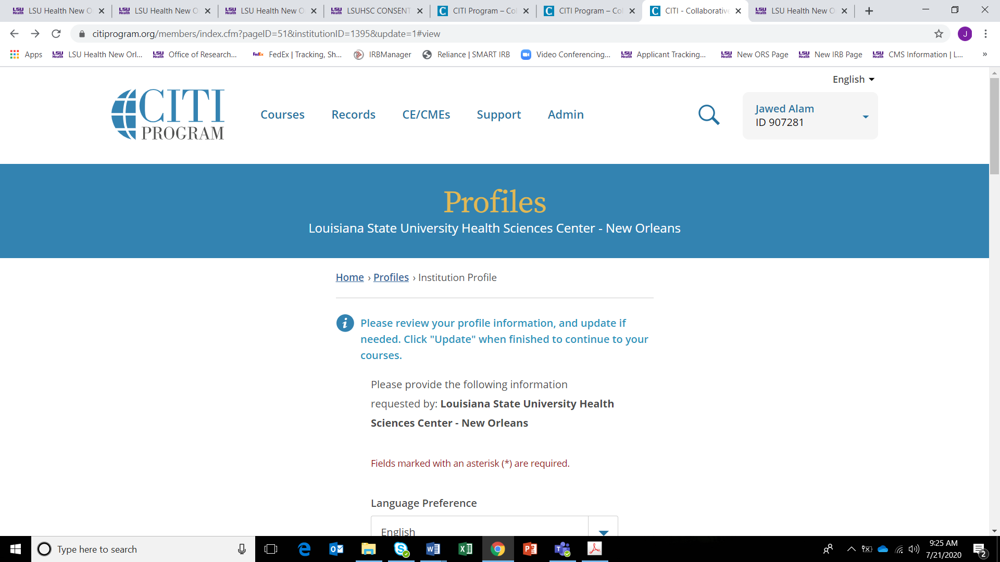 LSU Health New O
LSU Health New O
LSU Health New O
LSUHSC CONSENT
CITI Program – Co
CITI Program – Col
CITI - Collaborative
LSU Health New O
citiprogram.org/members/index.cfm?pageID=51&institutionID=1395&update=1#view
J
Apps
LSU Health New Orl...
Office of Research...
FedEx | Tracking, Sh...
IRBManager
Reliance | SMART IRB
Video Conferencing...
Applicant Tracking...
New ORS Page
New IRB Page
CMS Information | L...
»
English
CITI
PROGRAM
Courses
Records
CE/CMEs
Support
Admin
Jawed Alam
ID 907281
Profiles
Louisiana State University Health Sciences Center - New Orleans
Home › Profiles › Institution Profile
Please review your profile information, and update if
needed. Click "Update" when finished to continue to your
courses.
Please provide the following information
requested by: Louisiana State University Health
Sciences Center - New Orleans
Fields marked with an asterisk (*) are required.
Language Preference
English
Type here to search
9:25 AM
7/21/2020
2